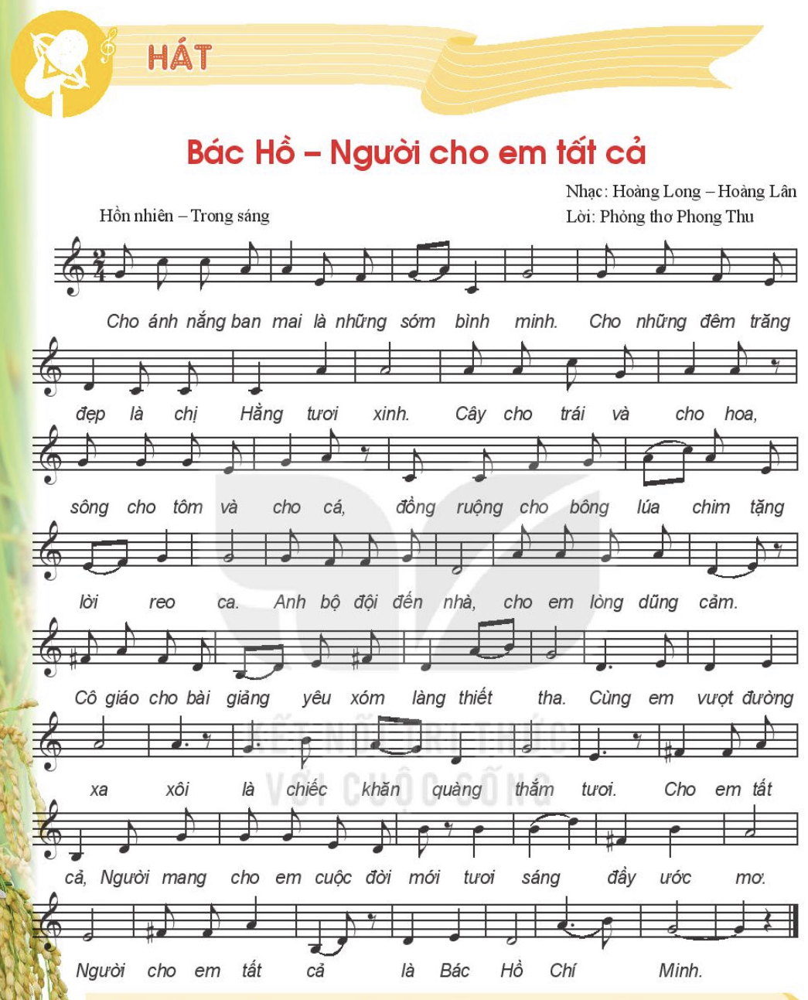 HÁT
Bác Hồ – Người cho em tất cả
Nhạc: Hoàng Long – Hoàng Lân
Hồn nhiên – Trong sáng
Lời: Phỏng thơ Phong Thu
2
4
Cho ánh nắng ban mai là những sớm bình minh. Cho những đêm trăng
đẹp là chị Hằng tươi xinh. Cây cho trái và cho hoa,
sông cho tôm và cho cá, đồng ruộng cho bông lúa chim tặng
lời reo ca. Anh bộ đội đến nhà, cho em lòng dũng cảm.
Cô giáo cho bài giảng yêu xóm làng thiết tha. Cùng em vượt đường
KẾT NỐI TRI THỨC
VỚI CUỘC SỐNG
xa xôi là chiếc khăn quàng thắm tươi. Cho em tất
cả, Người mang cho em cuộc đời mới tươi sáng đầy ước mơ.
Người cho em tất cả là Bác Hồ Chí Minh.